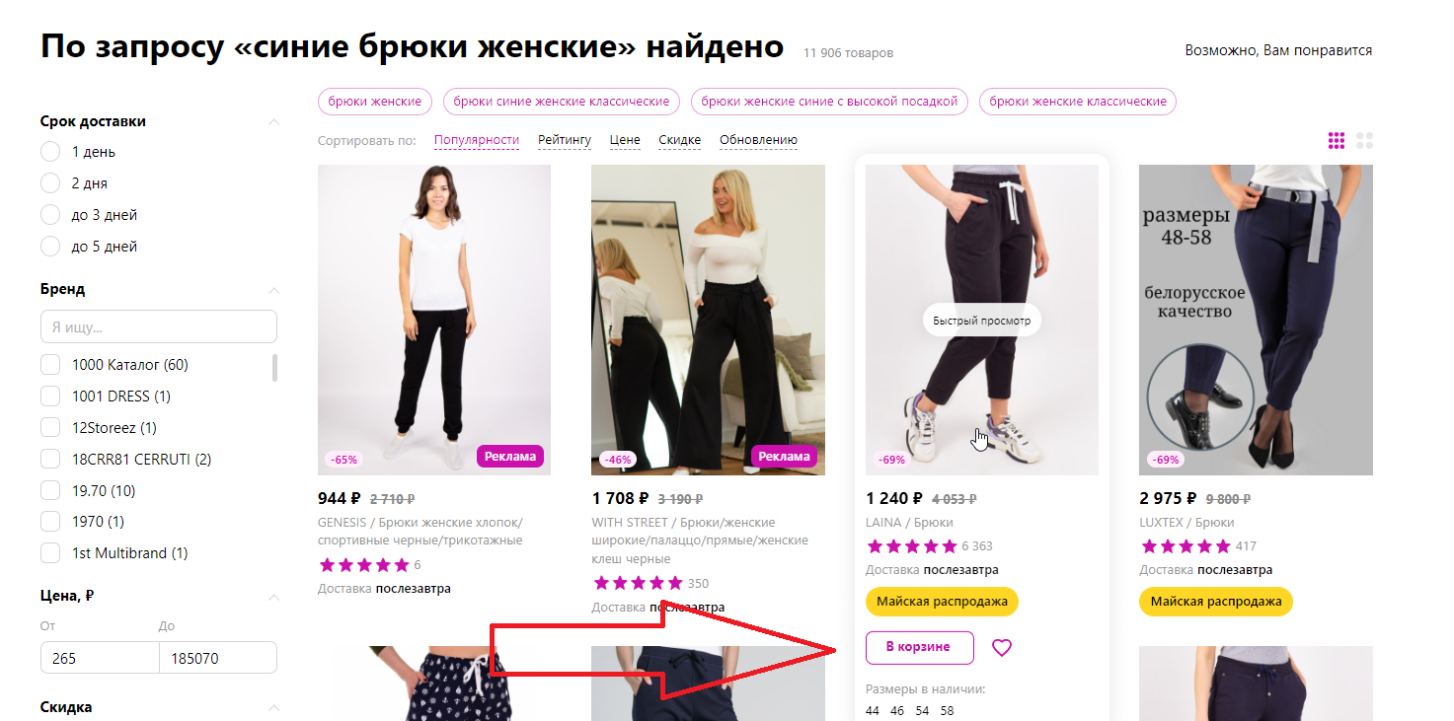 По запросу «синие брюки женские» найдено
11 906 товаров
Возможно, Вам понравится
брюки женские
брюки синие женские классические
брюки женские синие с высокой посадкой
брюки женские классические
Сортировать по: Популярности Рейтингу Цене Скидке Обновлению
Срок доставки
1 день
2 дня
до 3 дней
до 5 дней
Бренд
Я ищу...
1000 Каталог (60)
1001 DRESS (1)
12Storeez (1)
18CRR81 CERRUTI (2)
19.70 (10)
1970 (1)
1st Multibrand (1)
Цена, ₽
От
До
265
185070
Скидка
-65%
Реклама
944 ₽ 2 710 ₽
GENESIS / Брюки женские хлопок/
спортивные черные/трикотажные
6
Доставка послезавтра
-46%
Реклама
1 708 ₽ 3 190 ₽
WITH STREET / Брюки/женские
широкие/палаццо/прямые/женские
клеш черные
350
Доставка послезавтра
Быстрый просмотр
-69%
1 240 ₽ 4 053 ₽
LAINA / Брюки
6 363
Доставка послезавтра
Майская распродажа
В корзине
Размеры в наличии:
44 46 54 58
размеры
48-58
белорусское
качество
-69%
2 975 ₽ 9 800 ₽
LUXTEX / Брюки
417
Доставка послезавтра
Майская распродажа